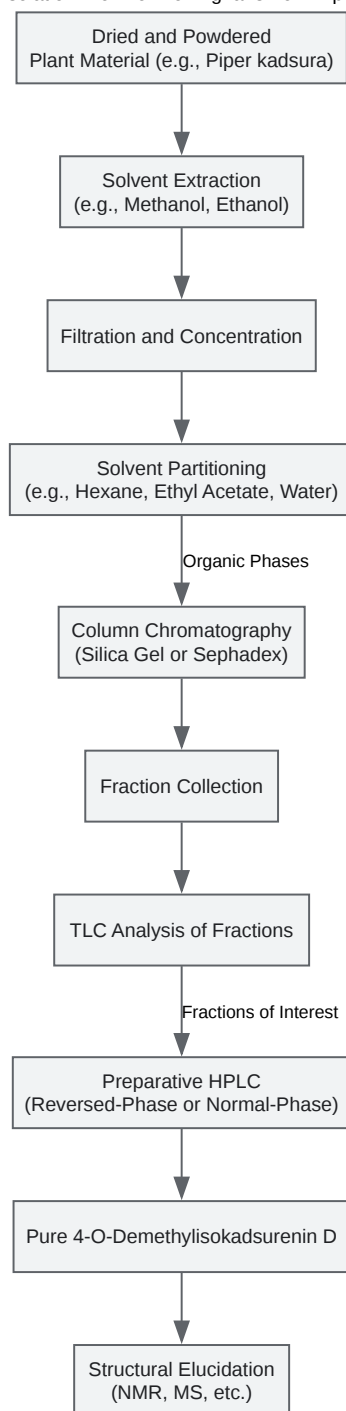 Dried and Powdered
Plant Material (e.g., Piper kadsura)
Solvent Extraction
(e.g., Methanol, Ethanol)
Filtration and Concentration
Solvent Partitioning
(e.g., Hexane, Ethyl Acetate, Water)
Organic Phases
Column Chromatography
(Silica Gel or Sephadex)
Fraction Collection
TLC Analysis of Fractions
Fractions of Interest
Preparative HPLC
(Reversed-Phase or Normal-Phase)
Pure 4-O-Demethylisokadsurenin D
Structural Elucidation
(NMR, MS, etc.)